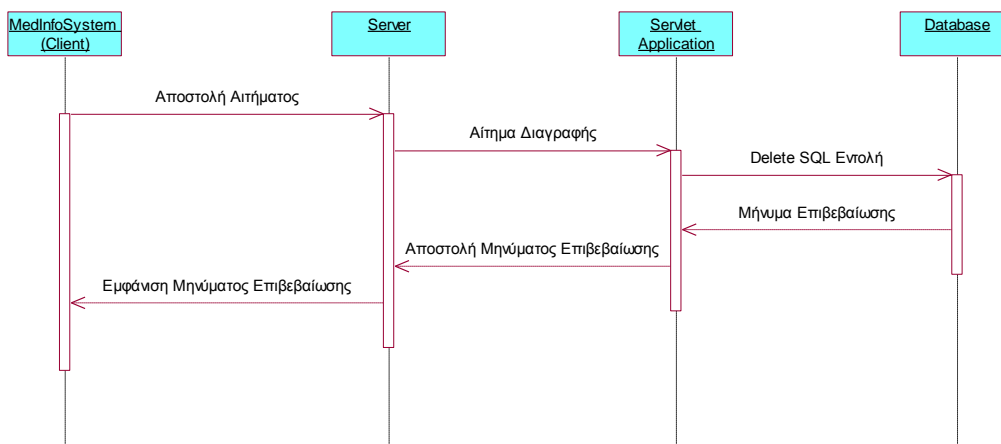 MedInfoSystem
(Client)
Server
Servlet
Application
Database
Αποστολή Αιτήματος
Αίτημα Διαγραφής
Delete SQL Εντολή
Μήνυμα Επιβεβαίωσης
Αποστολή Μηνύματος Επιβεβαίωσης
Εμφάνιση Μηνύματος Επιβεβαίωσης